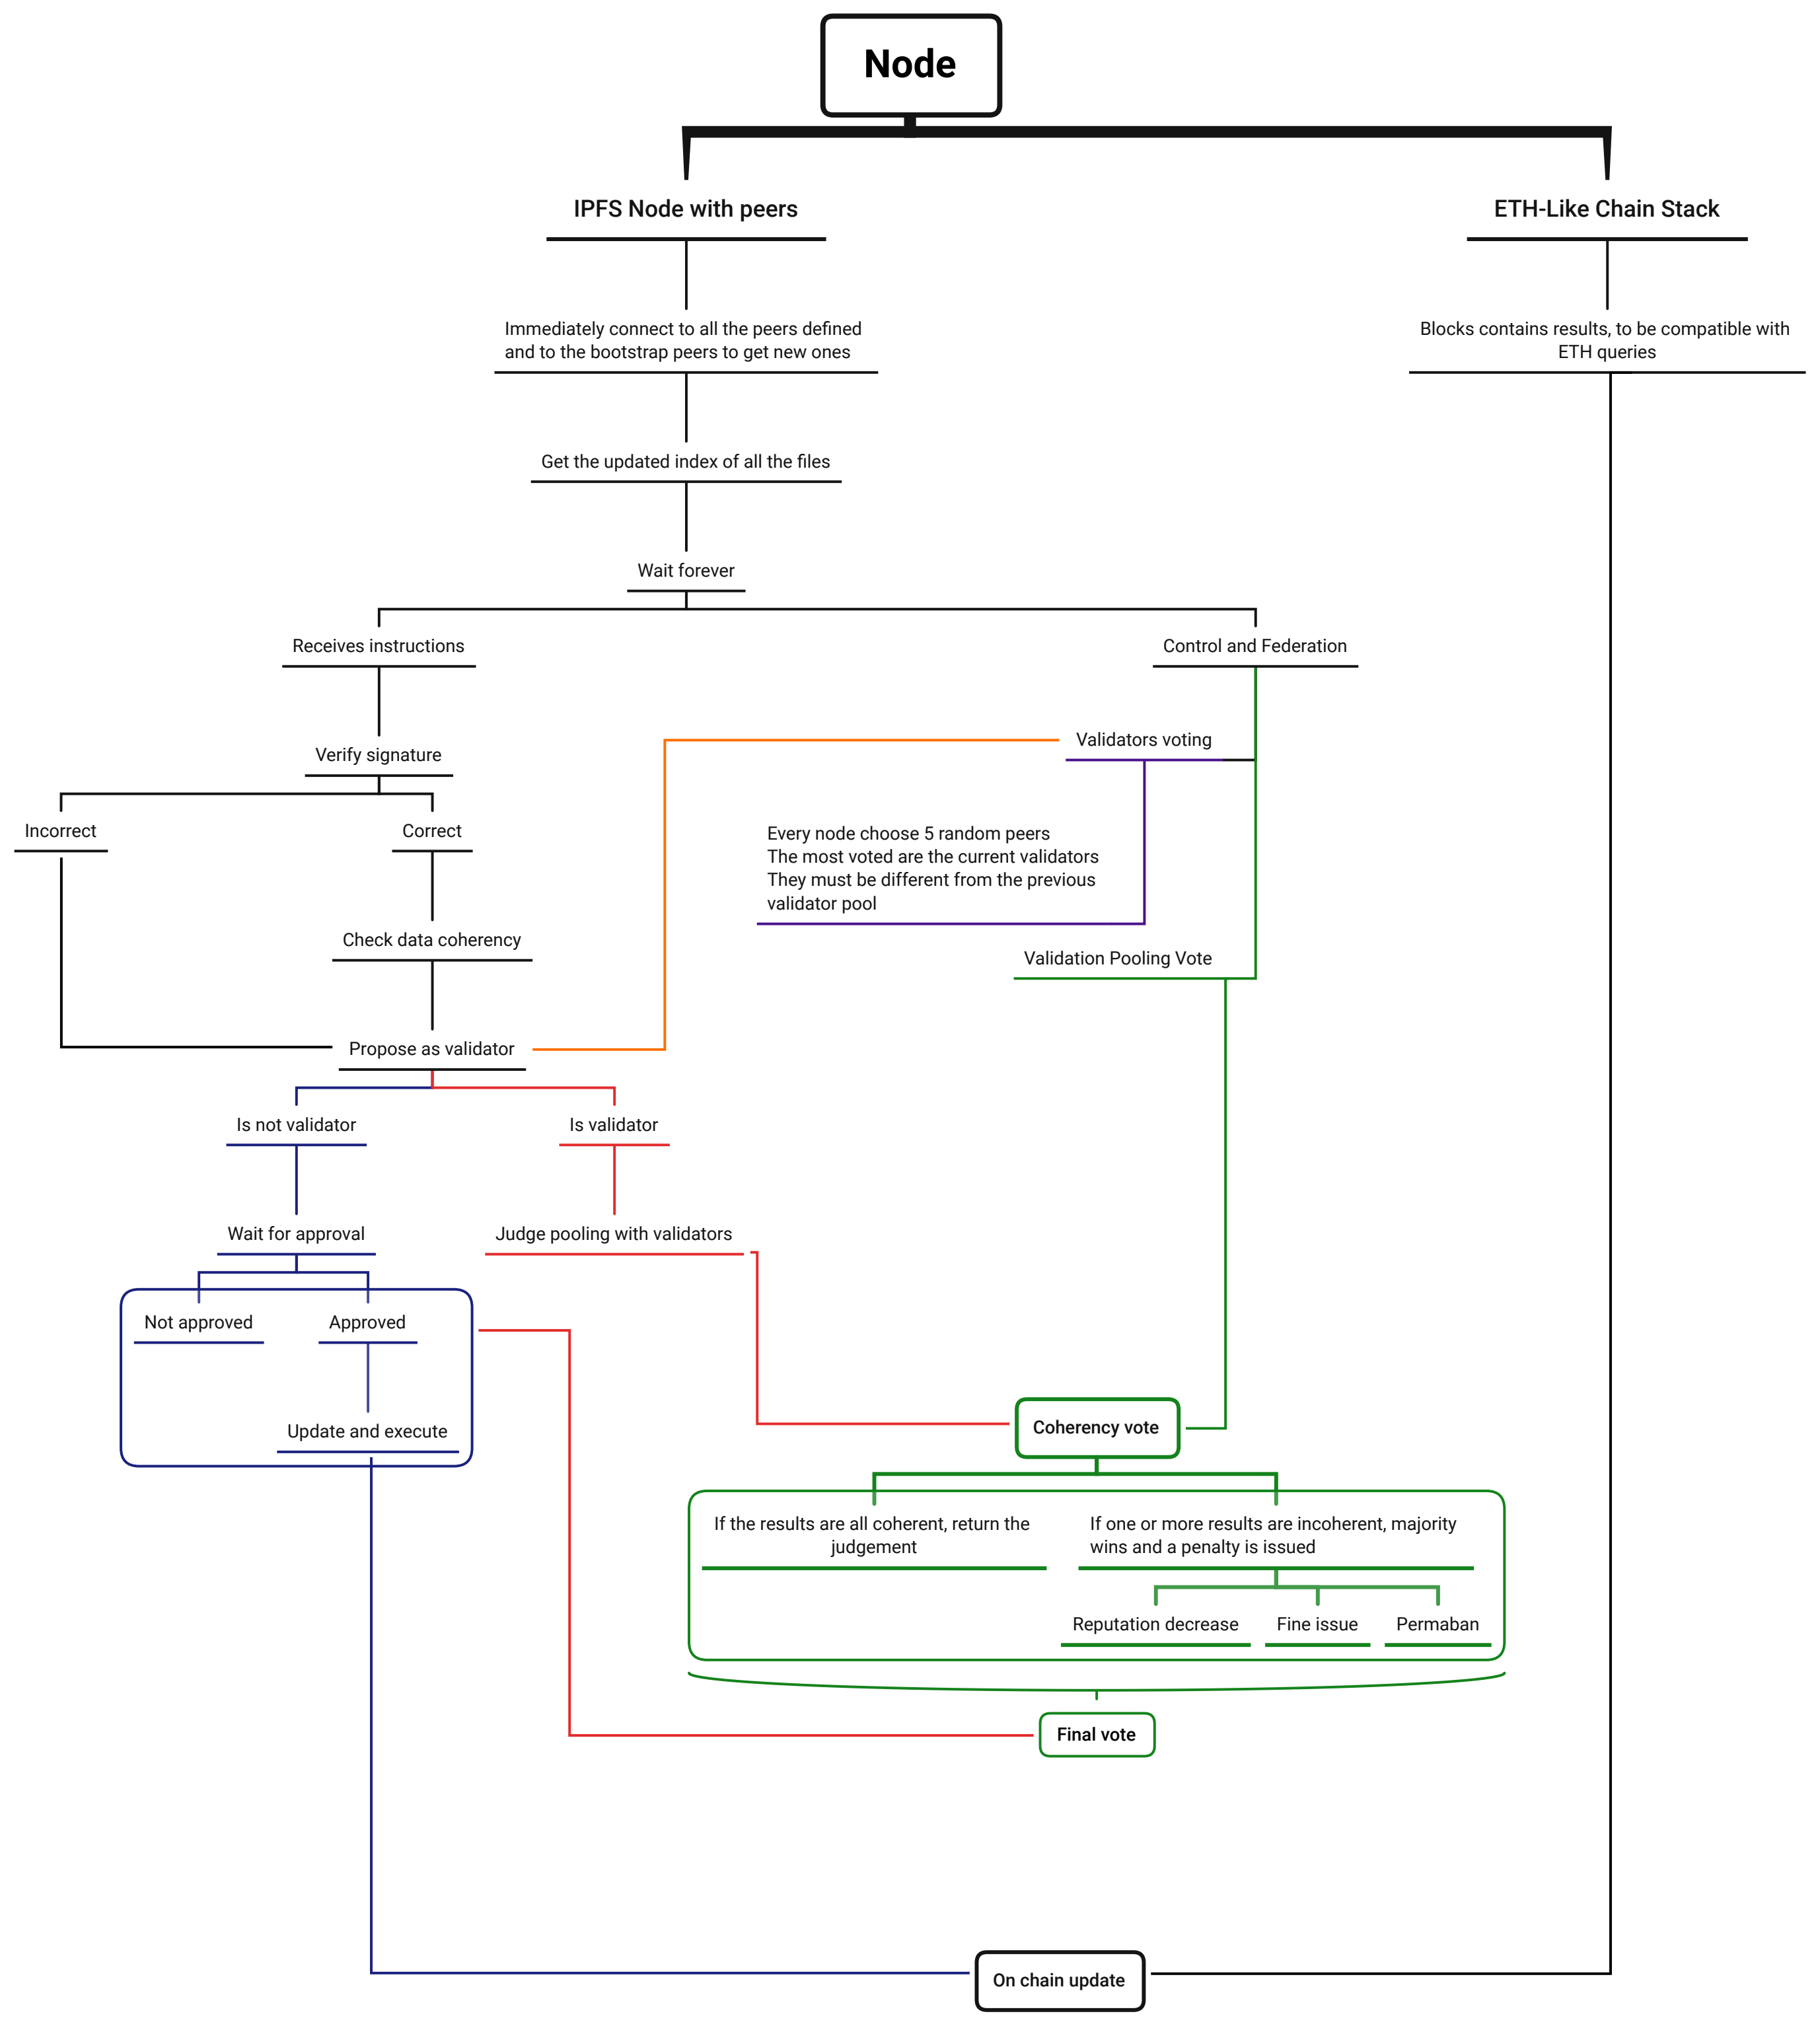 Node
IPFS Node with peers
ETH-Like Chain Stack
Immediately connect to all the peers defined
and to the bootstrap peers to get new ones
Blocks contains results, to be compatible with
ETH queries
Get the updated index of all the files
Wait forever
Receives instructions
Control and Federation
Verify signature
Validators voting
Incorrect
Correct
Every node choose 5 random peers
The most voted are the current validators
They must be different from the previous
validator pool
Check data coherency
Validation Pooling Vote
Propose as validator
Is not validator
Is validator
Wait for approval
Judge pooling with validators
Not approved
Approved
Update and execute
Coherency vote
If the results are all coherent, return the
judgement
If one or more results are incoherent, majority
wins and a penalty is issued
Reputation decrease
Fine issue
Permaban
Final vote
On chain update